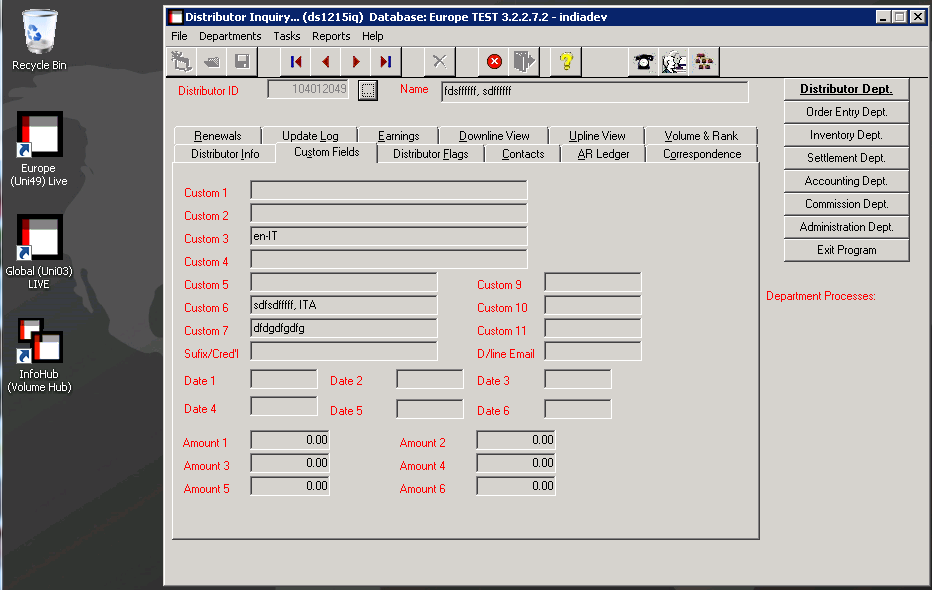 Recycle Bin
Europe
(Uni49) Live
Global (Uni03)
LIVE
InfoHub
(Volume Hub)
Distributor Inquiry... (ds1215iq)  Database: Europe TEST 3.2.2.7.2 - indiadev
File Departments Tasks Reports Help
Distributor ID 104012049 Name fdsffffff, sdffffff
Renewals Update Log Earnings Downline View Upline View Volume & Rank
Distributor Info Custom Fields Distributor Flags Contacts AR Ledger Correspondence
Custom 1
Custom 2
Custom 3 en-IT
Custom 4
Custom 5 Custom 9
Custom 6 sdfsdfffff, ITA Custom 10
Custom 7 dfdgdfgdfg Custom 11
Sufix/Cred'l D/line Email
Date 1 Date 2 Date 3
Date 4 Date 5 Date 6
Amount 1 0.00 Amount 2 0.00
Amount 3 0.00 Amount 4 0.00
Amount 5 0.00 Amount 6 0.00
Distributor Dept.
Order Entry Dept.
Inventory Dept.
Settlement Dept.
Accounting Dept.
Commission Dept.
Administration Dept.
Exit Program
Department Processes: